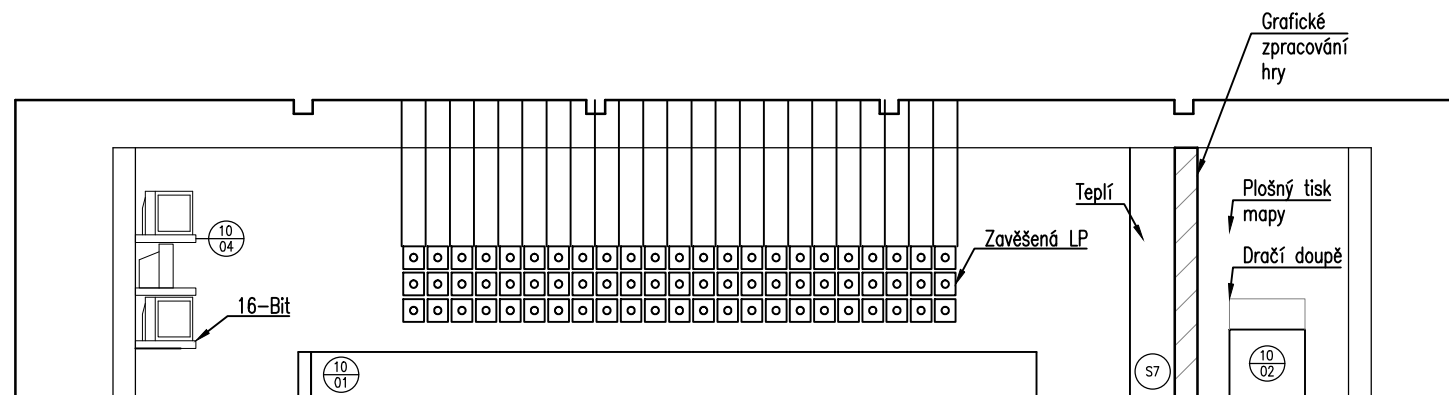 Grafické
zpracování
hry
Teplí
Plošný tisk
mapy
10
04
Zavěšená LP
Dračí doupě
16-Bit
10
01
S7
10
02